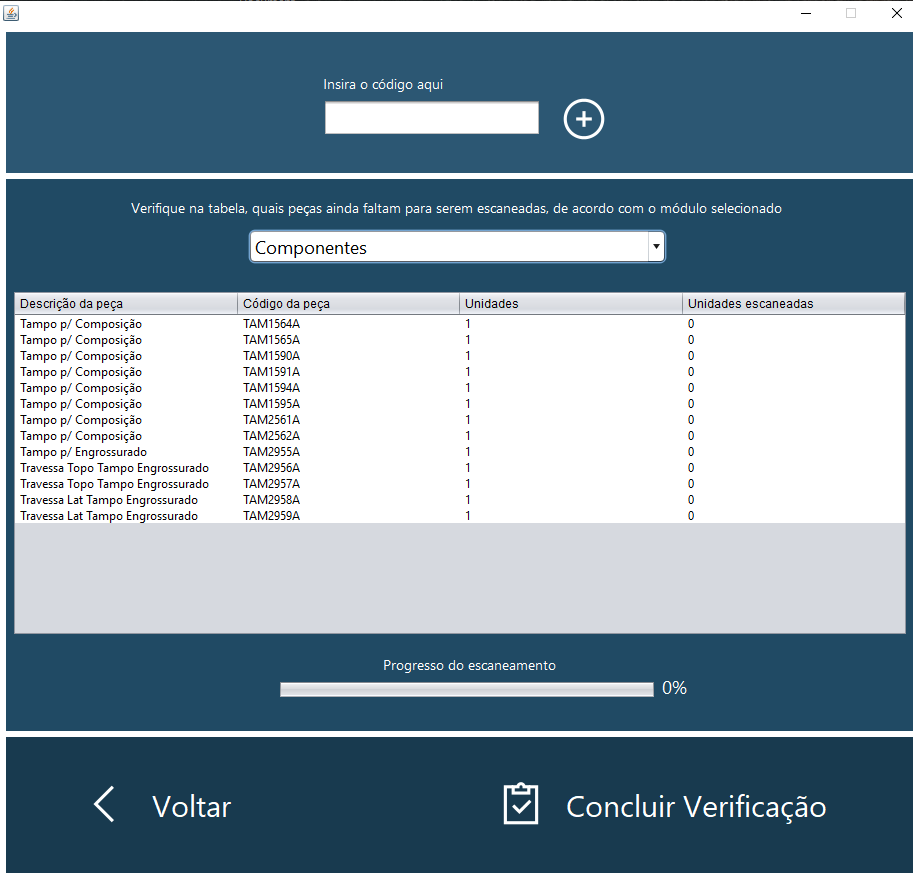 Insira o código aqui
Verifique na tabela, quais peças ainda faltam para serem escaneadas, de acordo com o módulo selecionado
Componentes
Descrição da peça Código da peça Unidades Unidades escaneadas
Tampo p/ Composição TAM1564A 1 0
Tampo p/ Composição TAM1565A 1 0
Tampo p/ Composição TAM1590A 1 0
Tampo p/ Composição TAM1591A 1 0
Tampo p/ Composição TAM1594A 1 0
Tampo p/ Composição TAM1595A 1 0
Tampo p/ Composição TAM2561A 1 0
Tampo p/ Composição TAM2562A 1 0
Tampo p/ Engrossurado TAM2955A 1 0
Travessa Topo Tampo Engrossurado TAM2956A 1 0
Travessa Topo Tampo Engrossurado TAM2957A 1 0
Travessa Lat Tampo Engrossurado TAM2958A 1 0
Travessa Lat Tampo Engrossurado TAM2959A 1 0
Progresso do escaneamento
0%
Voltar Concluir Verificação